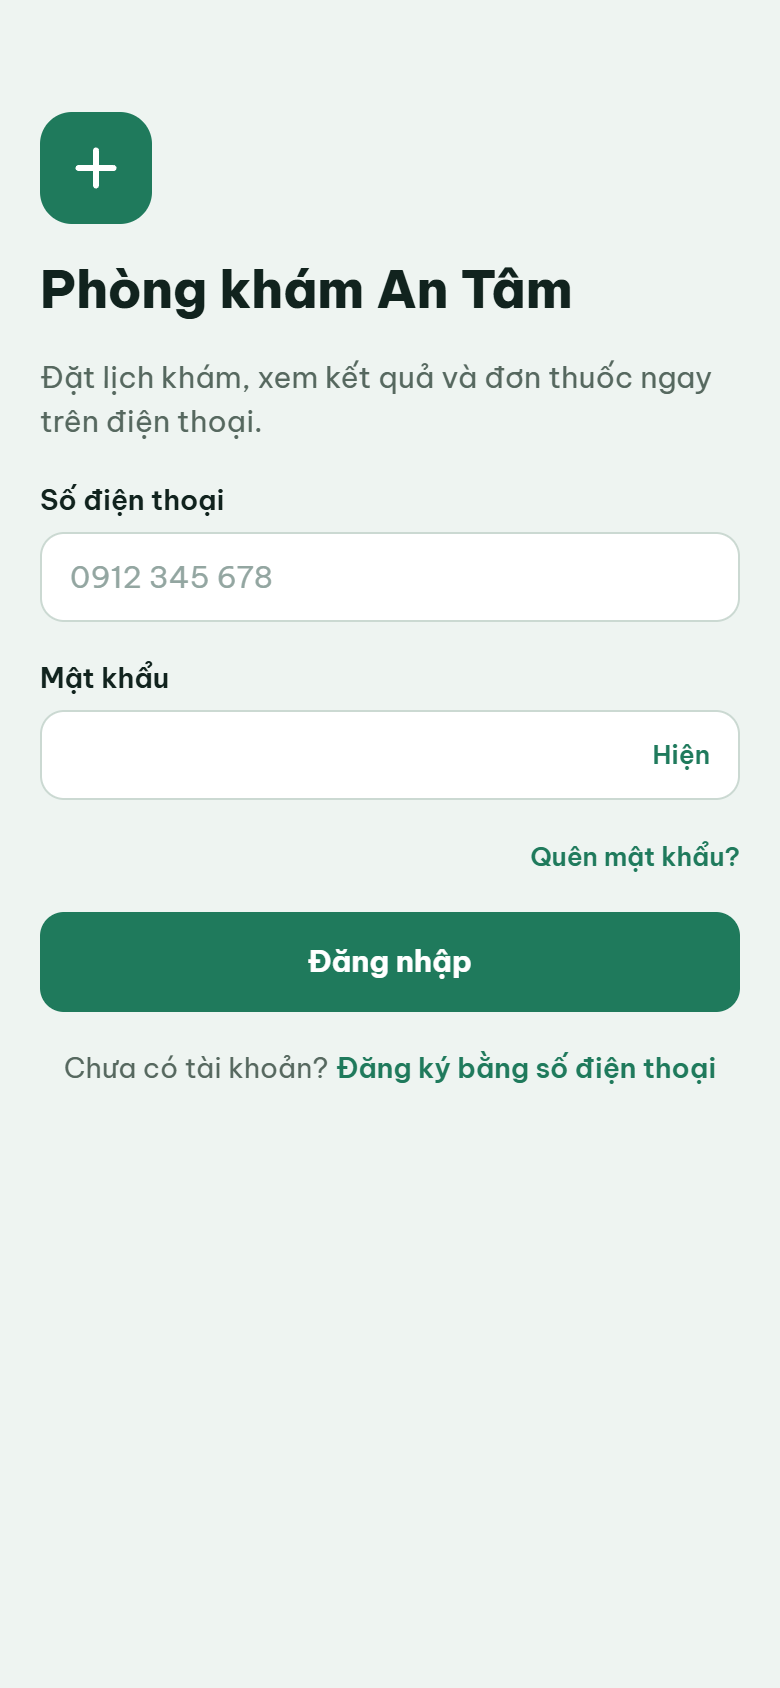 Phòng khám An Tâm
Đặt lịch khám, xem kết quả và đơn thuốc ngay
trên điện thoại.
Số điện thoại
0912 345 678
Mật khẩu
Hiện
Quên mật khẩu?
Đăng nhập
Chưa có tài khoản? Đăng ký bằng số điện thoại